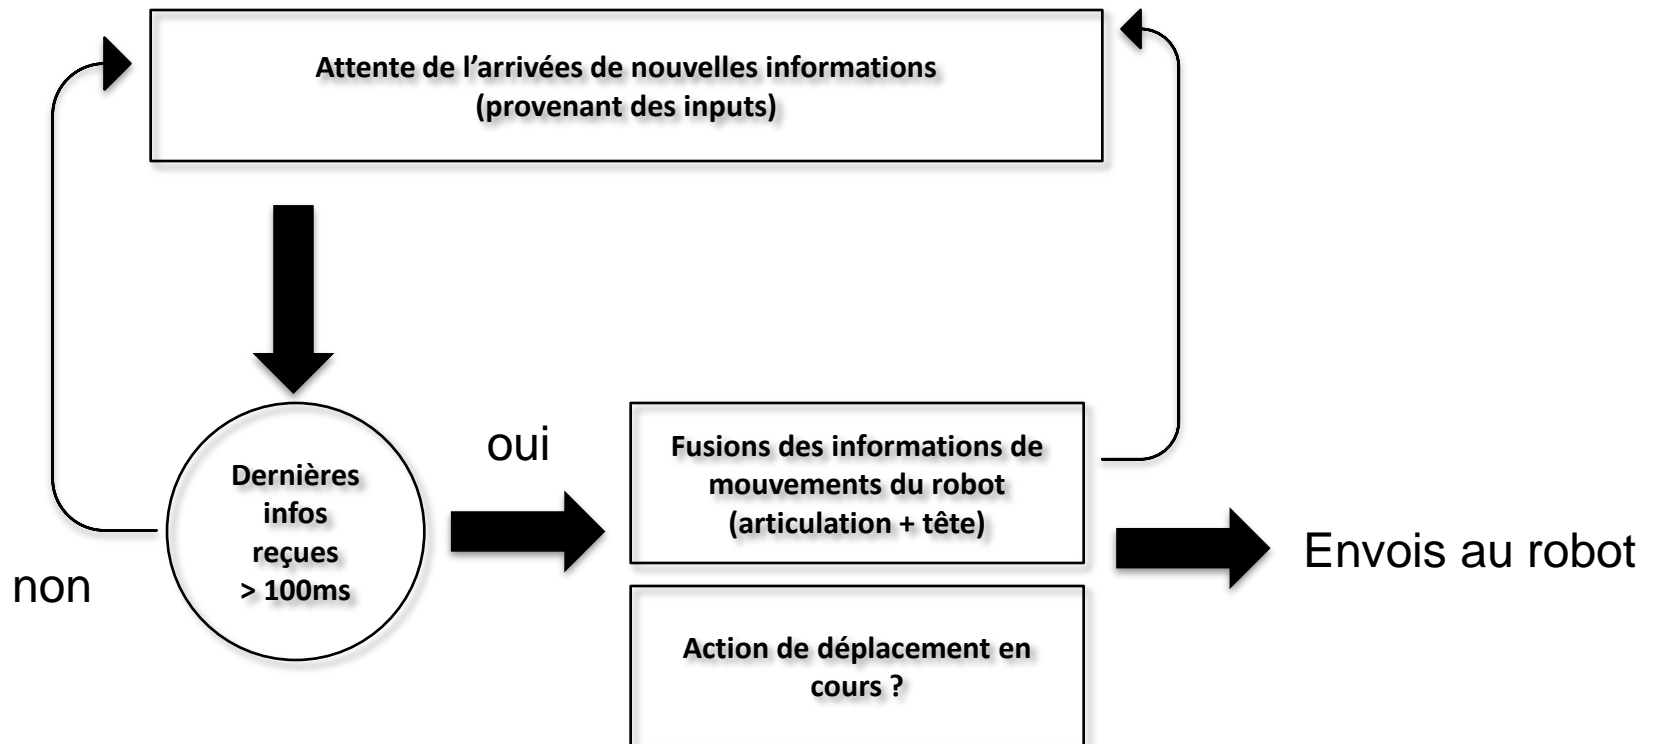 Attente de l’arrivées de nouvelles informations
(provenant des inputs)
oui
Dernières
infos
reçues
> 100ms
non
Fusions des informations de
mouvements du robot
(articulation + tête)
Envois au robot
Action de déplacement en
cours ?